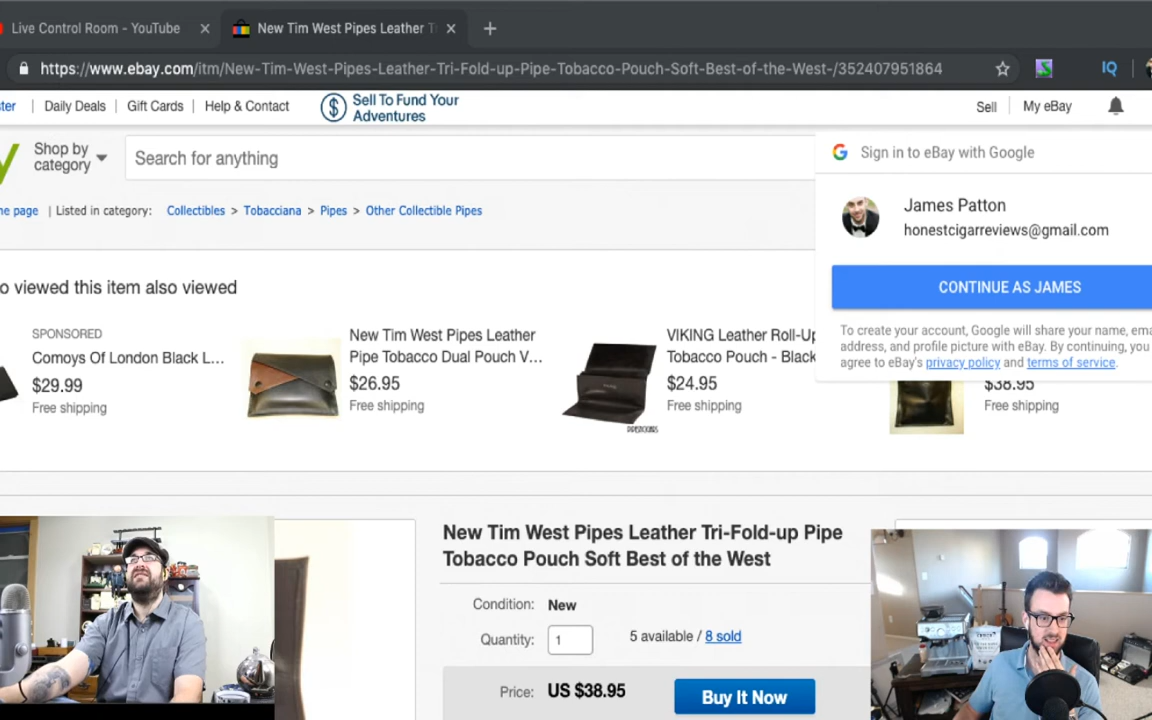 Live Control Room - YouTube
New Tim West Pipes Leather Tr
https://www.ebay.com/itm/New-Tim-West-Pipes-Leather-Tri-Fold-up-Pipe-Tobacco-Pouch-Soft-Best-of-the-West-/352407951864
IQ
ster | Daily Deals | Gift Cards | Help & Contact
Sell To Fund Your
Adventures
Sell | My eBay
y
Shop by
category
Search for anything
Sign in to eBay with Google
James Patton
honestcigarreviews@gmail.com
CONTINUE AS JAMES
To create your account, Google will share your name, ema
address, and profile picture with eBay. By continuing, you
agree to eBay's privacy policy and terms of service.
me page | Listed in category: Collectibles > Tobacciana > Pipes > Other Collectible Pipes
o viewed this item also viewed
SPONSORED
Comoys Of London Black L...
$29.99
Free shipping
New Tim West Pipes Leather
Pipe Tobacco Dual Pouch V...
$26.95
Free shipping
VIKING Leather Roll-Up
Tobacco Pouch - Black
$24.95
Free shipping
$38.95
Free shipping
New Tim West Pipes Leather Tri-Fold-up Pipe
Tobacco Pouch Soft Best of the West
Condition: New
Quantity: 1
5 available / 8 sold
Price: US $38.95
Buy It Now